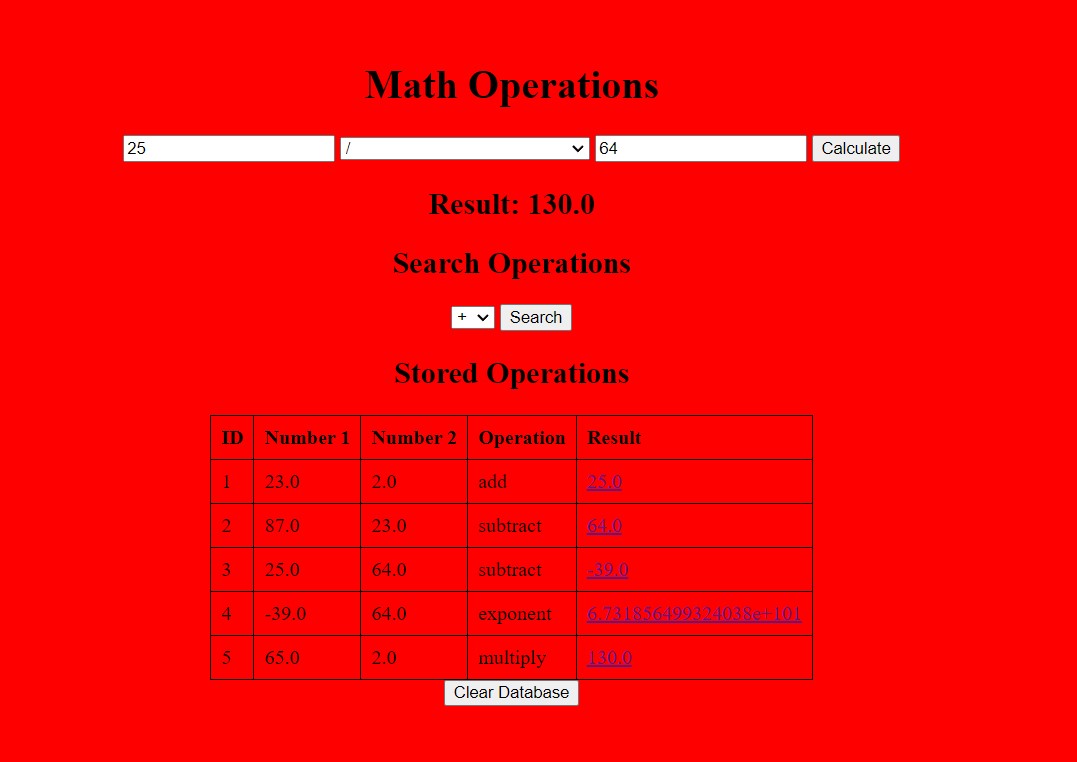 Math Operations
25 / 64 Calculate
Result: 130.0
Search Operations
+ Search
Stored Operations
ID Number 1 Number 2 Operation Result
1 23.0 2.0 add 25.0
2 87.0 23.0 subtract 64.0
3 25.0 64.0 subtract -39.0
4 -39.0 64.0 exponent 6.731856499324038e+101
5 65.0 2.0 multiply 130.0
Clear Database